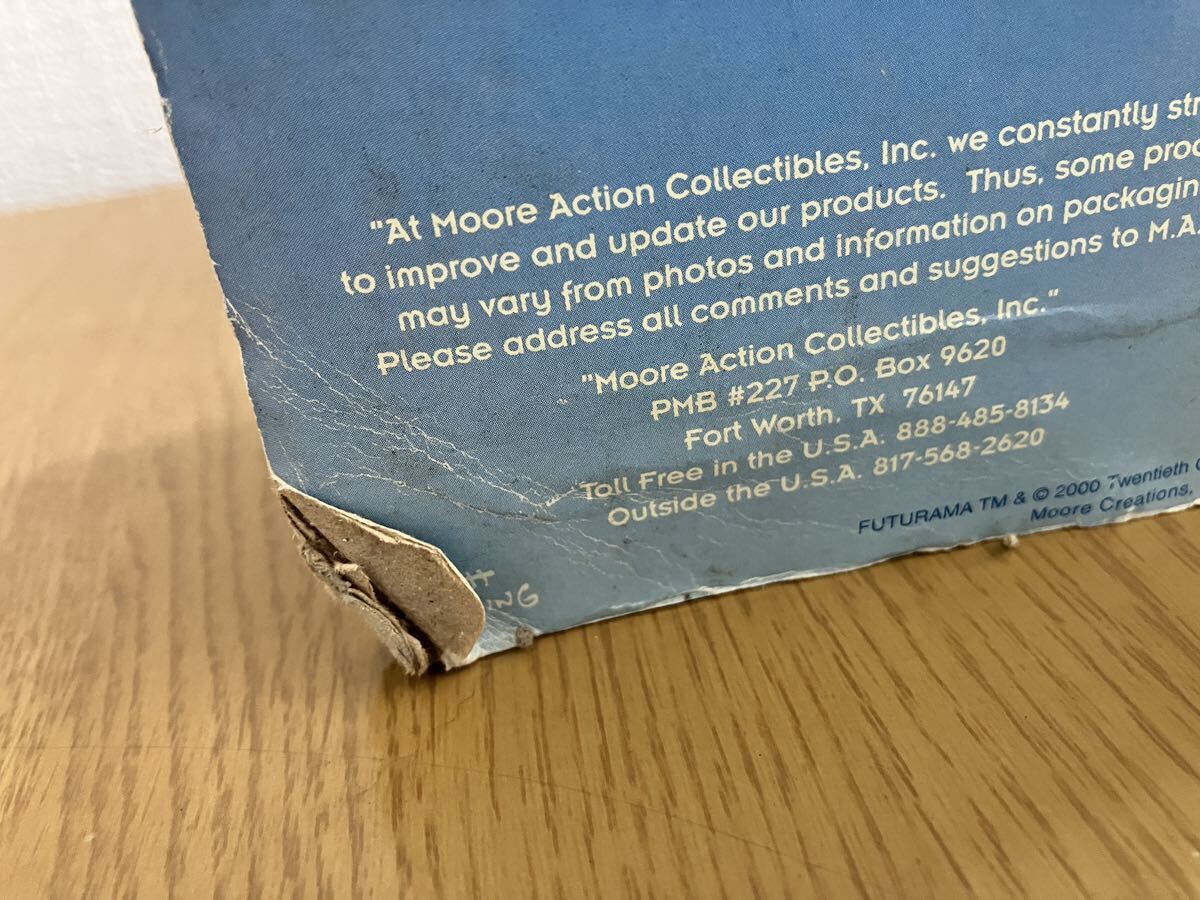 "At Moore Action Collectibles, Inc. we constantly
to improve and update our products. Thus, some
may vary from photos and information on
Please address all comments and suggestions to M.A.
"Moore Action Collectibles, Inc."
PMB #227 P.O. Box 9620
Fort Worth, TX 76147
Toll Free in the U.S.A. 888-485-8134
Outside the U.S.A. 817-568-2620
FUTURAMA TM & © 2000 Twentieth
Moore Creations,